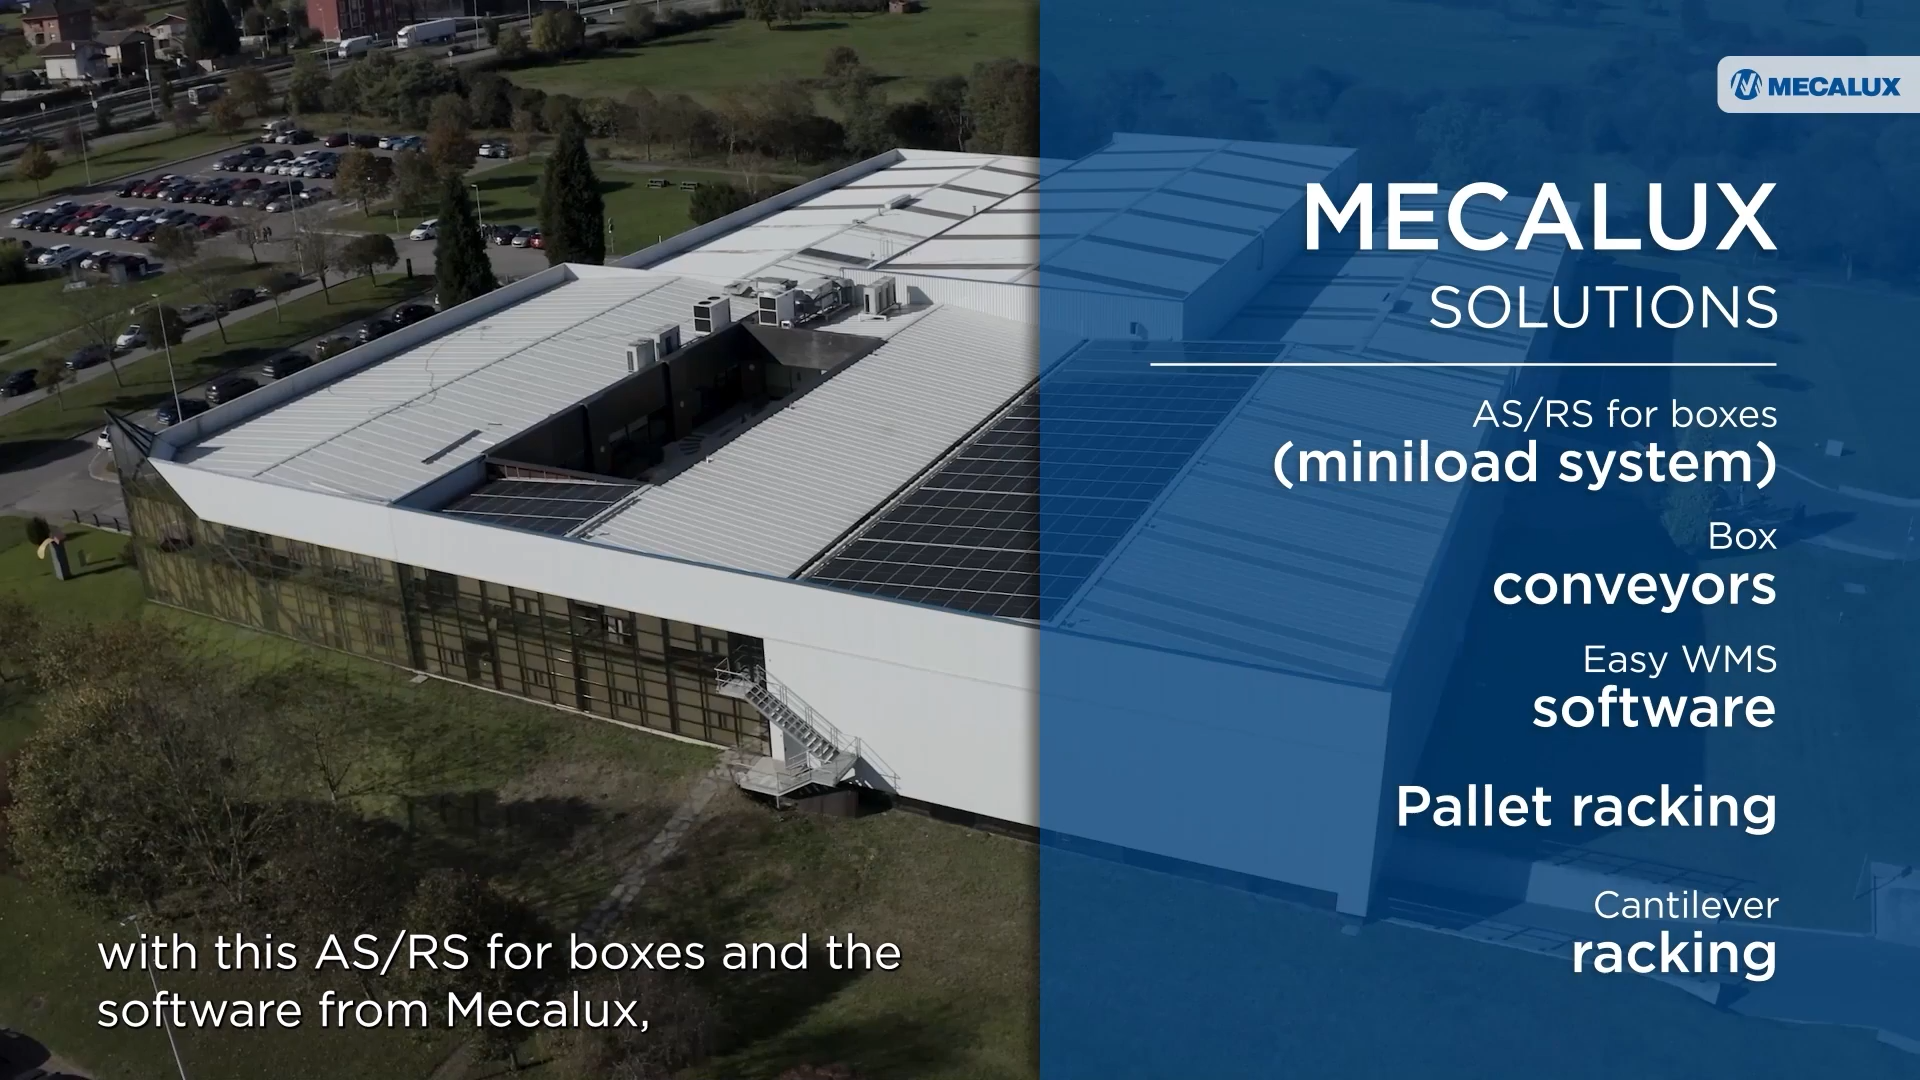 MECALUX
MECALUX
SOLUTIONS
AS/RS for boxes
(miniload system)
Box
conveyors
Easy WMS
software
Pallet racking
Cantilever
racking
with this AS/RS for boxes and the
software from Mecalux,